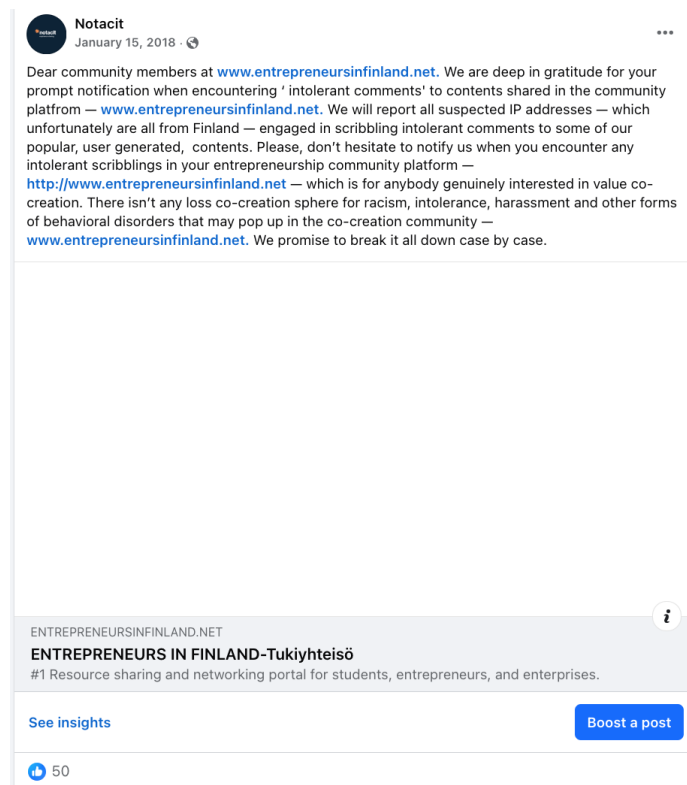 Notacit
January 15, 2018 ·
Dear community members at www.entrepreneursinfinland.net. We are deep in gratitude for your
prompt notification when encountering ‘ intolerant comments' to contents shared in the community
platfrom — www.entrepreneursinfinland.net. We will report all suspected IP addresses — which
unfortunately are all from Finland — engaged in scribbling intolerant comments to some of our
popular, user generated,  contents. Please, don’t hesitate to notify us when you encounter any
intolerant scribblings in your entrepreneurship community platform —
http://www.entrepreneursinfinland.net — which is for anybody genuinely interested in value co-
creation. There isn’t any loss co-creation sphere for racism, intolerance, harassment and other forms
of behavioral disorders that may pop up in the co-creation community —
www.entrepreneursinfinland.net. We promise to break it all down case by case.
ENTREPRENEURSINFINLAND.NET
ENTREPRENEURS IN FINLAND-Tukiyhteisö
#1 Resource sharing and networking portal for students, entrepreneurs, and enterprises.
See insights
Boost a post
50